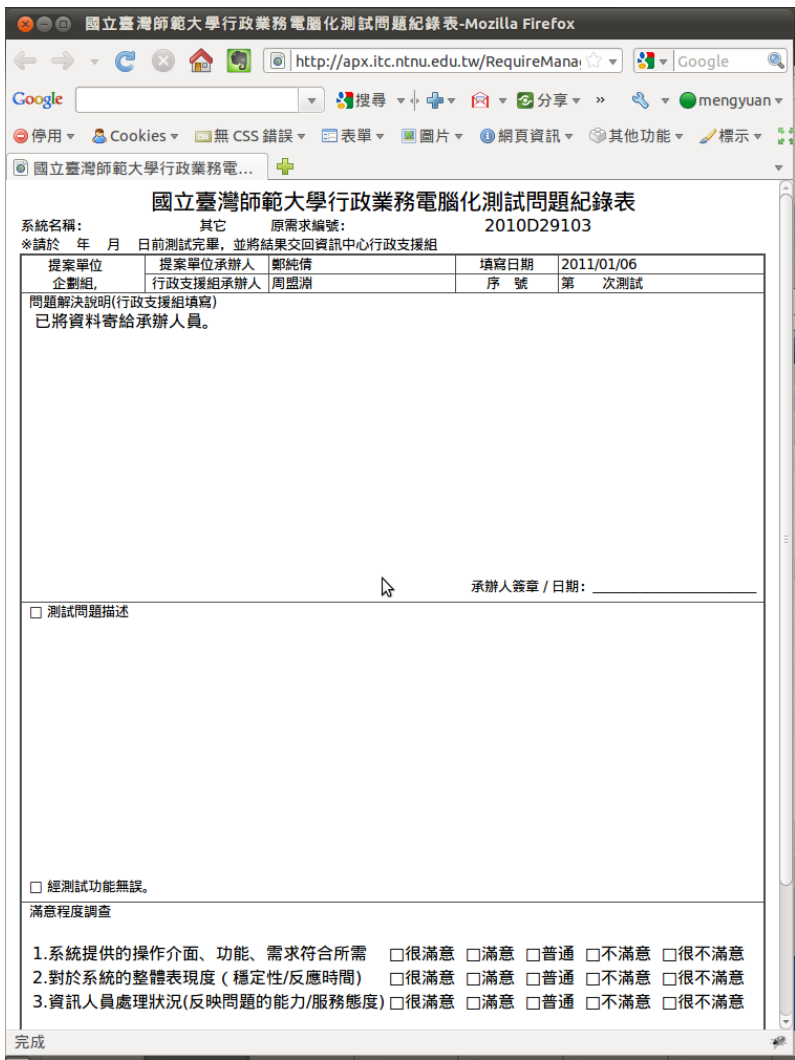 國立臺灣師範大學行政業務電腦化測試問題紀錄表-Mozilla Firefox
http://apx.itc.ntnu.edu.tw/RequireMana Google
Google 搜尋 分享 » mengyuan
停用 Cookies 無 CSS 錯誤 表單 圖片 網頁資訊 其他功能 標示
國立臺灣師範大學行政業務電...
國立臺灣師範大學行政業務電腦化測試問題紀錄表
系統名稱: 其它 原需求編號: 2010D29103
※請於 年 月 日前測試完畢，並將結果交回資訊中心行政支援組
提案單位 提案單位承辦人 鄭純倩 填寫日期 2011/01/06
企劃組, 行政支援組承辦人 周盟淵 序 號 第 次測試
問題解決說明(行政支援組填寫)
已將資料寄給承辦人員。
承辦人簽章 / 日期: ____________________
□ 測試問題描述
□ 經測試功能無誤。
滿意程度調查
1.系統提供的操作介面、功能、需求符合所需 □很滿意 □滿意 □普通 □不滿意 □很不滿意
2.對於系統的整體表現度 ( 穩定性/反應時間) □很滿意 □滿意 □普通 □不滿意 □很不滿意
3.資訊人員處理狀況(反映問題的能力/服務態度) □很滿意 □滿意 □普通 □不滿意 □很不滿意
完成